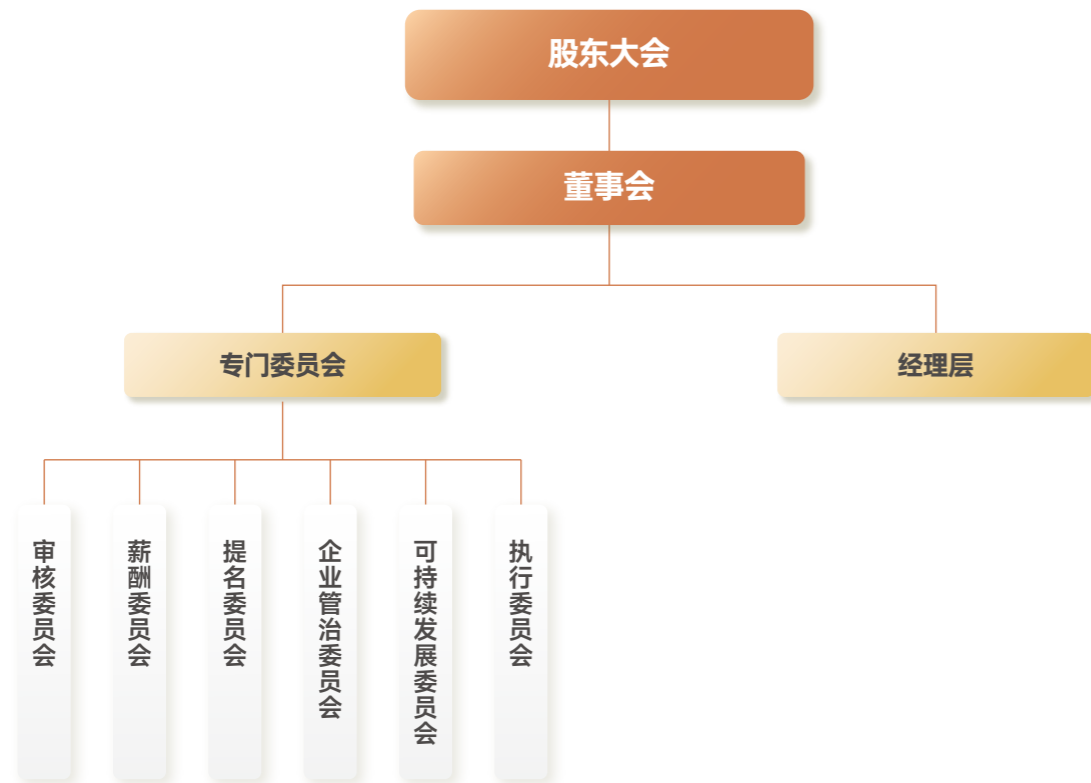 股东大会
董事会
专门委员会
经理层
审核委员会
薪酬委员会
提名委员会
企业管治委员会
可持续发展委员会
执行委员会